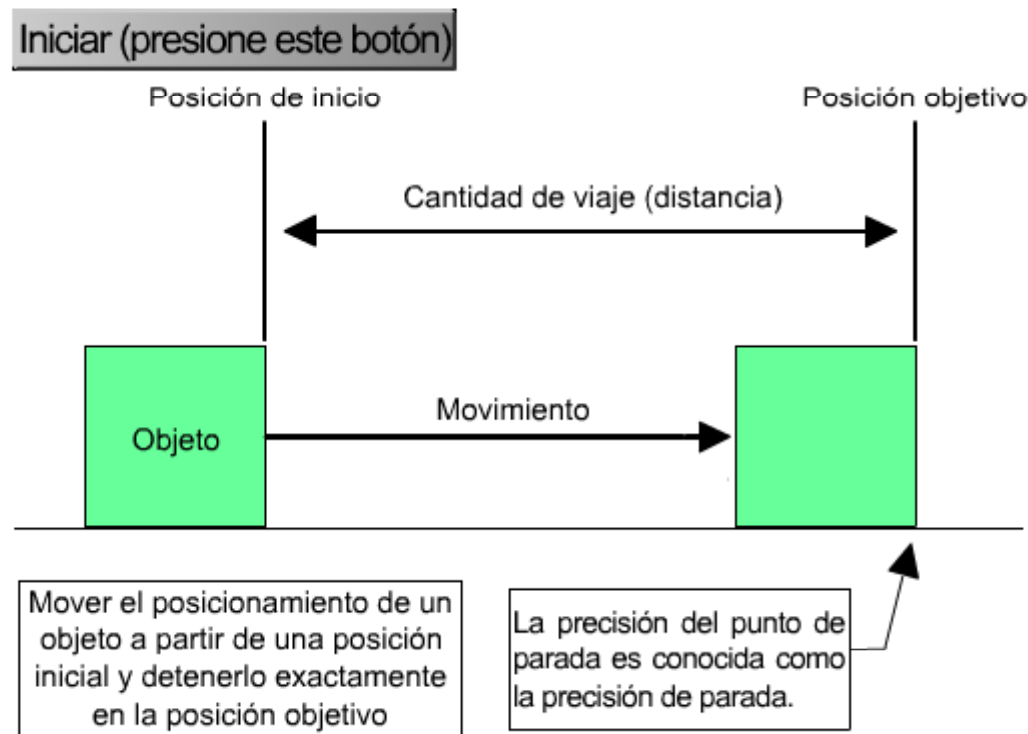 Iniciar (presione este botón)
Posición de inicio
Posición objetivo
Cantidad de viaje (distancia)
Movimiento
Objeto
Mover el posicionamiento de un
objeto a partir de una posición
inicial y detenerlo exactamente
en la posición objetivo
La precisión del punto de
parada es conocida como
la precisión de parada.